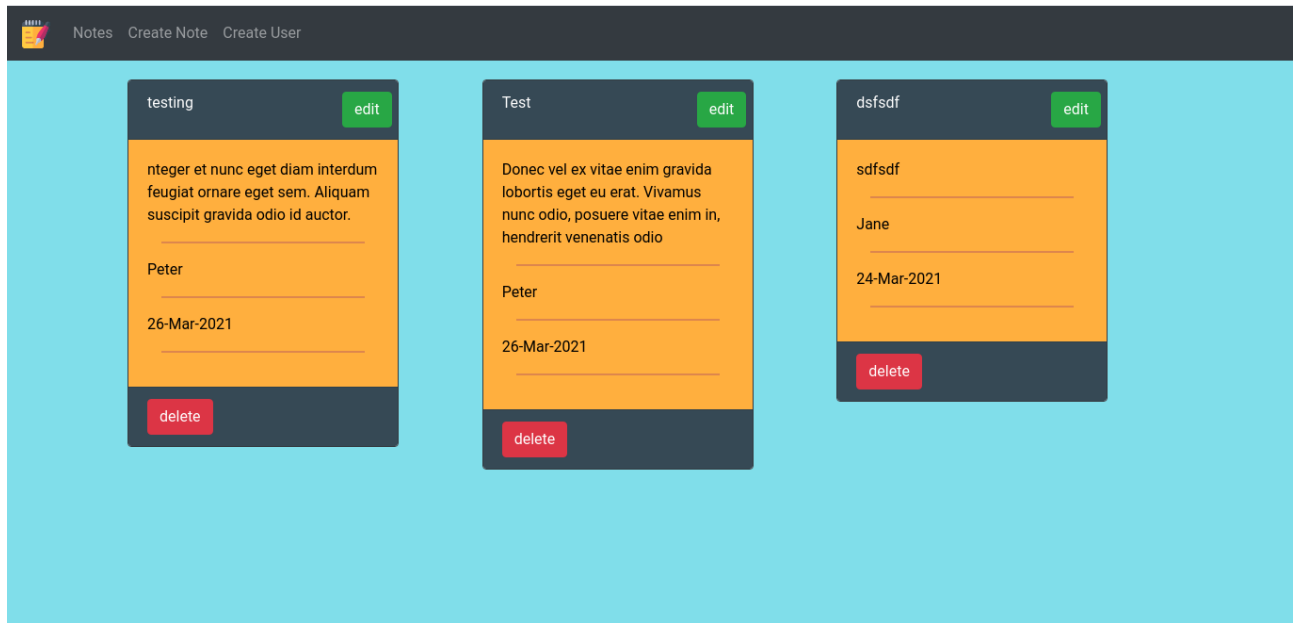 Notes Create Note Create User
testing
edit
nteger et nunc eget diam interdum
feugiat ornare eget sem. Aliquam
suscipit gravida odio id auctor.
Peter
26-Mar-2021
delete
Test
edit
Donec vel ex vitae enim gravida
lobortis eget eu erat. Vivamus
nunc odio, posuere vitae enim in,
hendrerit venenatis odio
Peter
26-Mar-2021
delete
dsfsdf
edit
sdfsdf
Jane
24-Mar-2021
delete